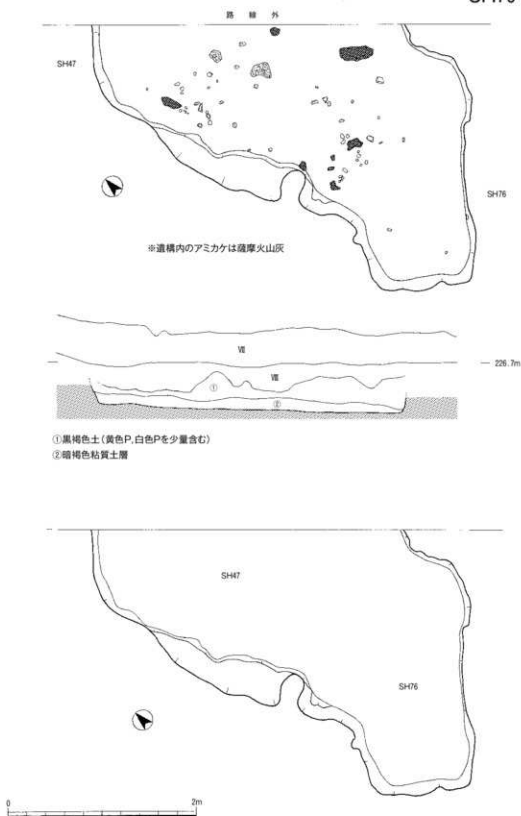 路線外
SH47
SH76
※遺構内のアミカケは薩摩火山灰
Ⅶ
226.7m
Ⅷ
①
②
①黒褐色土(黄色P,白色Pを少量含む)
②暗褐色粘質土層
SH47
SH76
0
2m